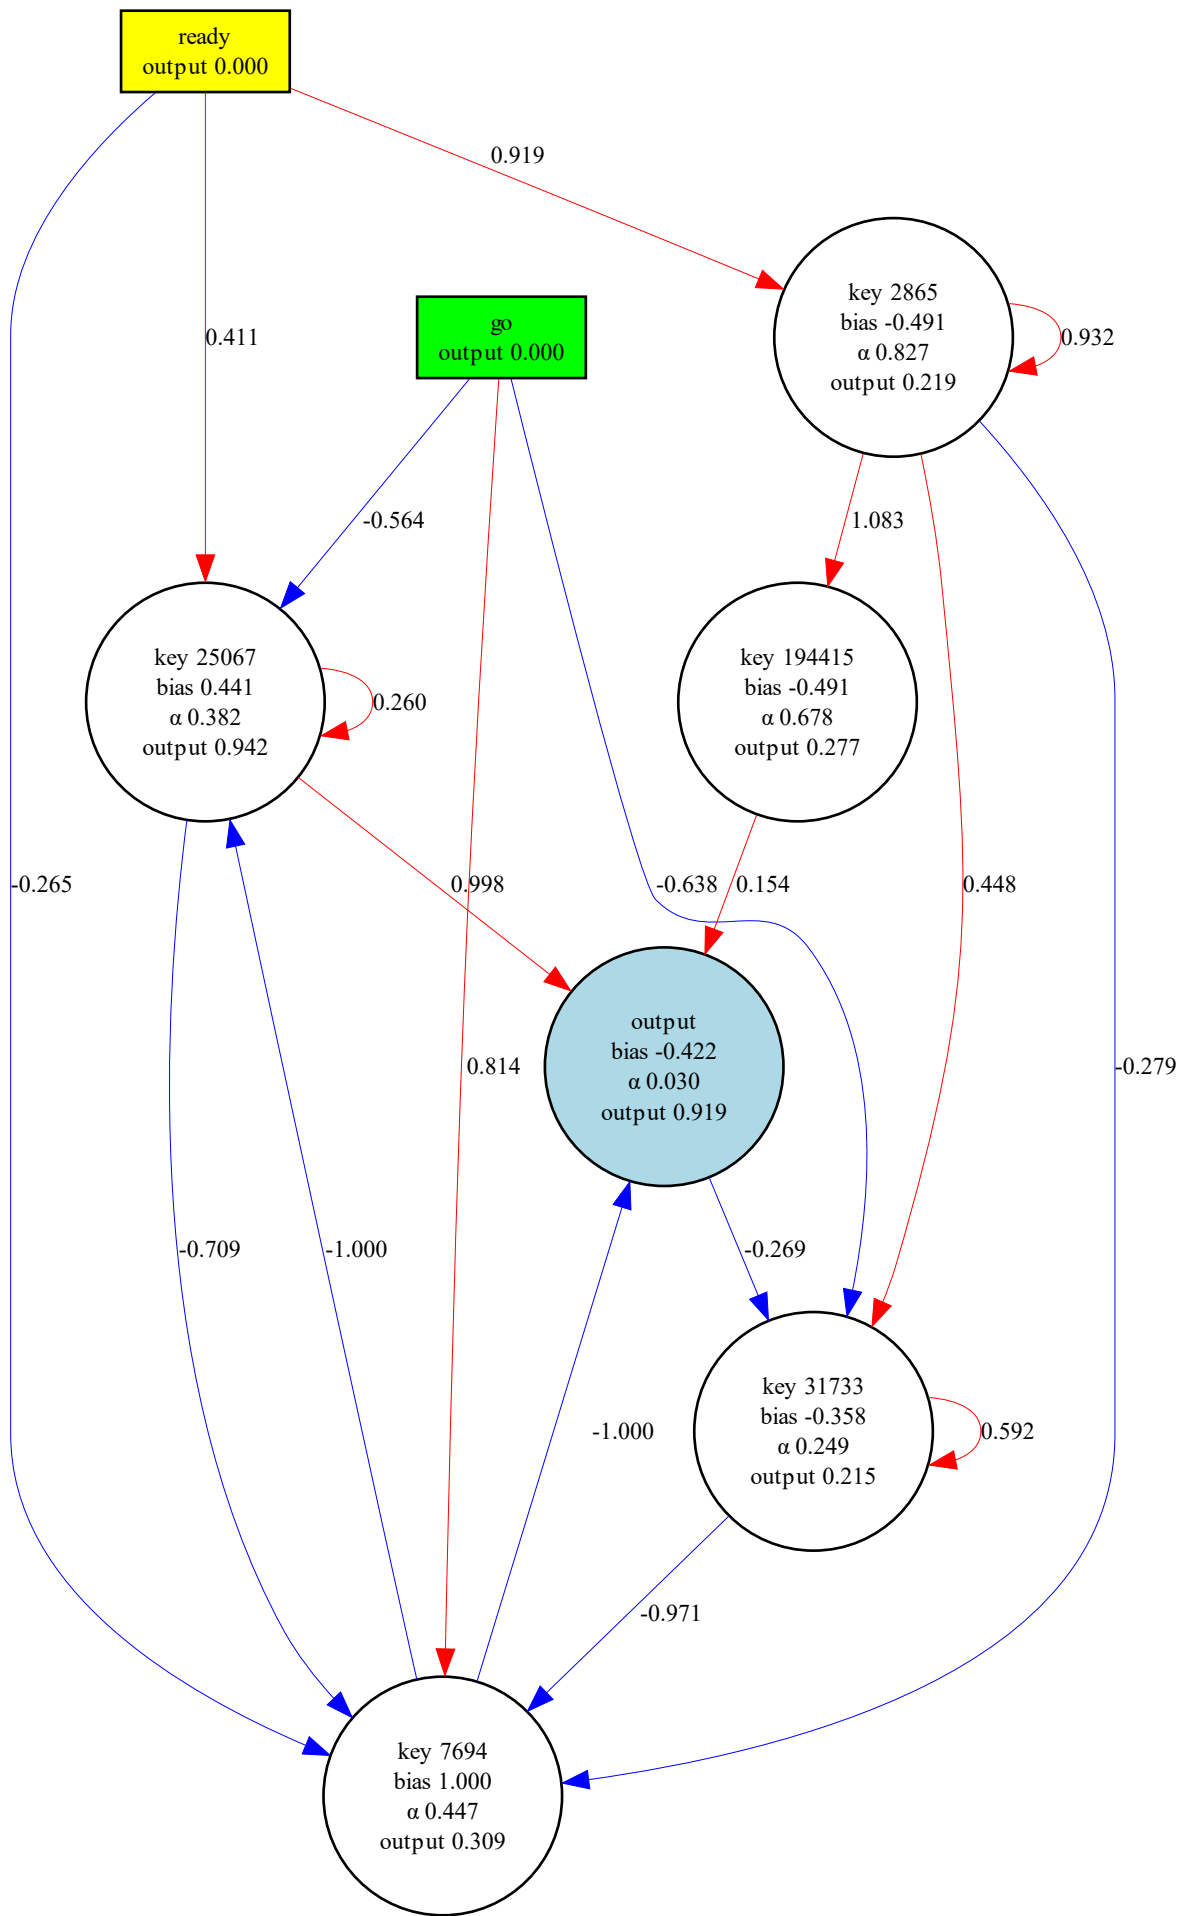 ready
output 0.000
0.919
key 2865
bias -0.491
α 0.827
output 0.219
0.932
go
output 0.000
0.411
-0.564
1.083
key 25067
bias 0.441
α 0.382
output 0.942
0.260
key 194415
bias -0.491
α 0.678
output 0.277
-0.265
0.998
-0.638
0.154
0.448
output
bias -0.422
α 0.030
output 0.919
0.814
-0.279
-0.709
-1.000
-0.269
key 31733
bias -0.358
α 0.249
output 0.215
-1.000
0.592
-0.971
key 7694
bias 1.000
α 0.447
output 0.309